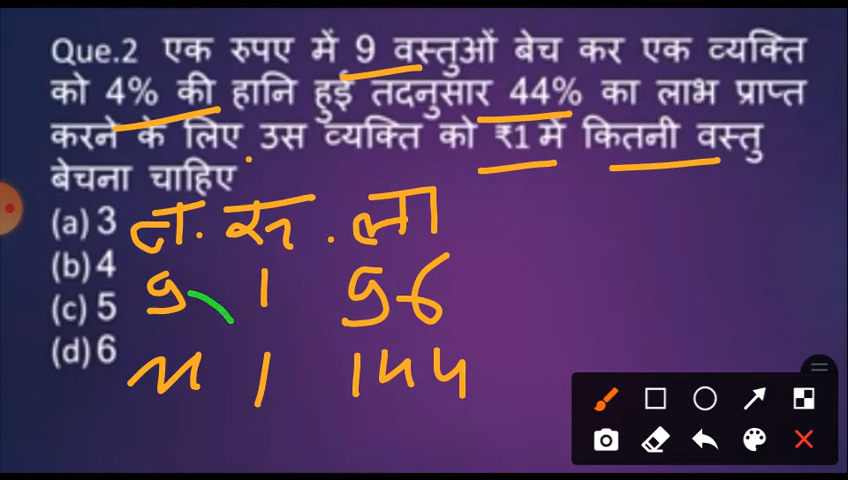 Que.2 एक रुपए में 9 वस्तुओं बेच कर एक व्यक्ति
को 4% की हानि हुई तदनुसार 44% का लाभ प्राप्त
करने के लिए उस व्यक्ति को ₹1 में कितनी वस्तु
बेचना चाहिए
(a) 3
(b) 4
(c) 5
(d) 6
व. रू. ला
9 1 96
1 144